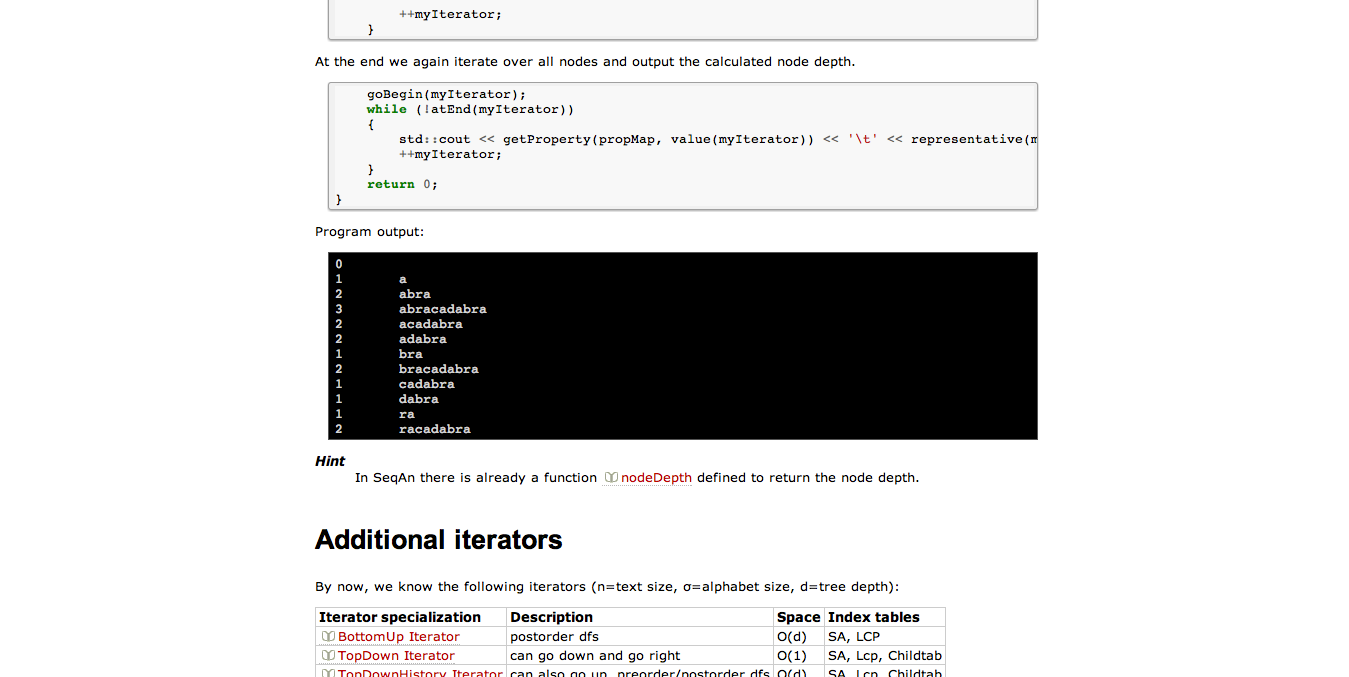 ++myIterator;
}
At the end we again iterate over all nodes and output the calculated node depth.
goBegin(myIterator);
while (!atEnd(myIterator))
{
std::cout << getProperty(propMap, value(myIterator)) << '\t' << representative(m
++myIterator;
}
return 0;
}
Program output:
0
1 a
2 abra
3 abracadabra
2 acadabra
2 adabra
1 bra
2 bracadabra
1 cadabra
1 dabra
1 ra
2 racadabra
Hint
In SeqAn there is already a function nodeDepth defined to return the node depth.
Additional iterators
By now, we know the following iterators (n=text size, σ=alphabet size, d=tree depth):
Iterator specialization Description Space Index tables
BottomUp Iterator postorder dfs O(d) SA, LCP
TopDown Iterator can go down and go right O(1) SA, Lcp, Childtab
TopDownHistory Iterator can also go up, preorder/postorder dfs O(d) SA, Lcp, Childtab